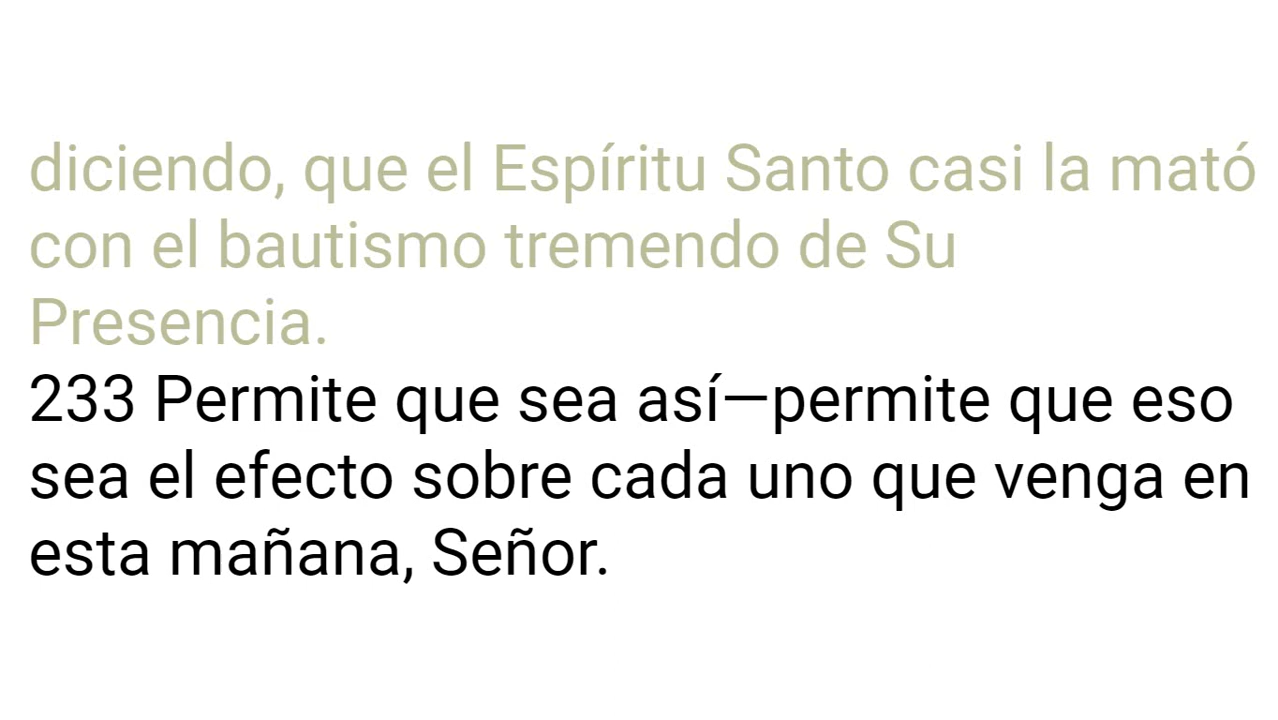 diciendo, que el Espíritu Santo casi la mató
con el bautismo tremendo de Su
Presencia.
233 Permite que sea así—permite que eso
sea el efecto sobre cada uno que venga en
esta mañana, Señor.